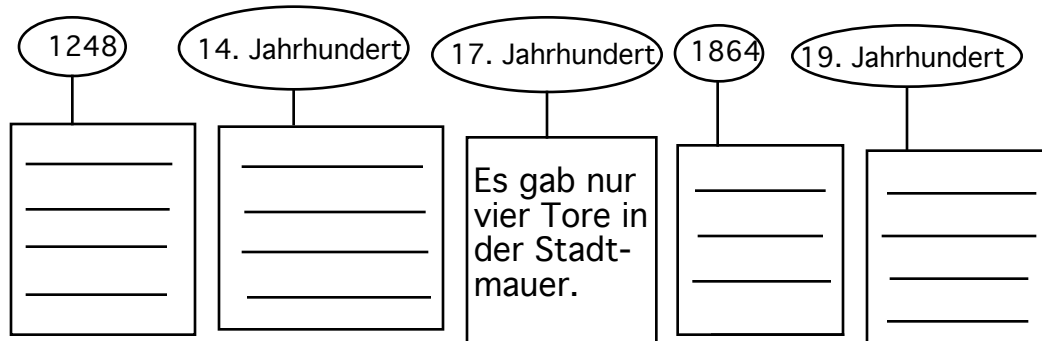 1248
14. Jahrhundert
17. Jahrhundert
1864
19. Jahrhundert
Es gab nur
vier Tore in
der Stadt-
mauer.